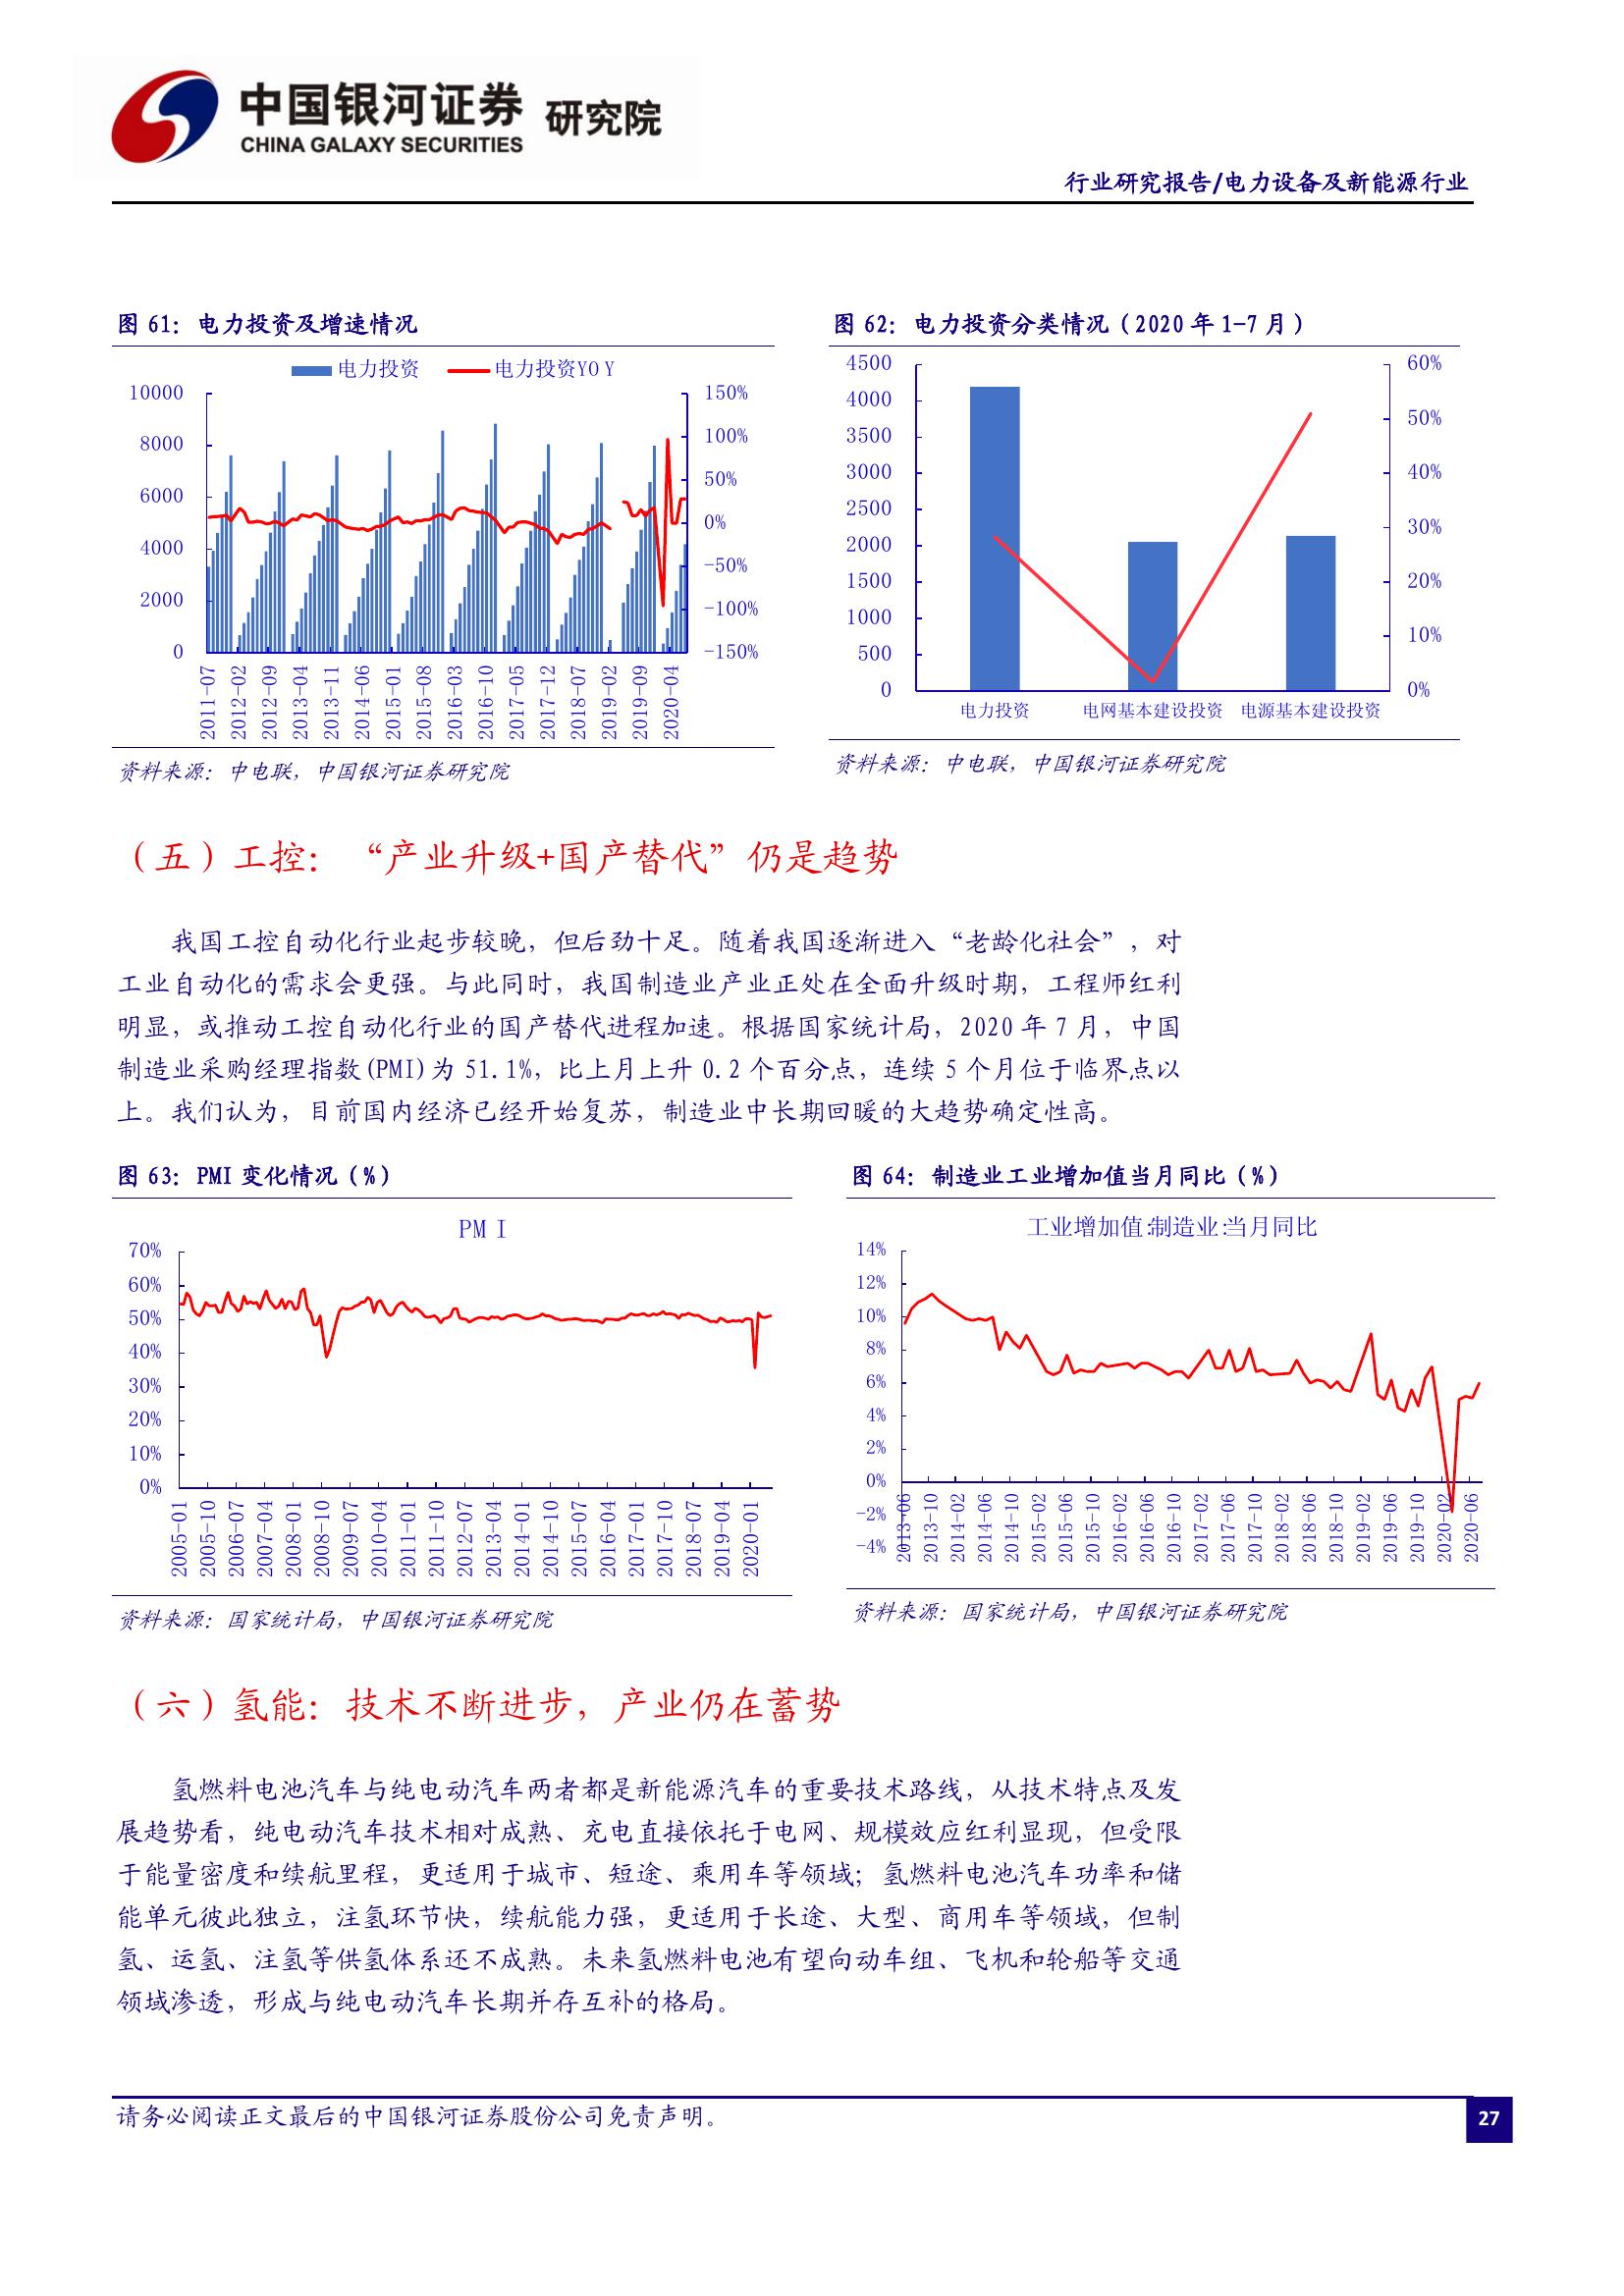 中国银河证券 研究院
CHINA GALAXY SECURITIES
行业研究报告/电力设备及新能源行业
图 61：电力投资及增速情况
电力投资 电力投资YOY
10000 8000 6000 4000 2000 0
150% 100% 50% 0% -50% -100% -150%
2011-07 2012-02 2012-09 2013-04 2013-11 2014-06 2015-01 2015-08 2016-03 2016-10 2017-05 2017-12 2018-07 2019-02 2019-09 2020-04
资料来源：中电联，中国银河证券研究院
图 62：电力投资分类情况（2020 年 1-7 月）
4500 4000 3500 3000 2500 2000 1500 1000 500 0
60% 50% 40% 30% 20% 10% 0%
电力投资 电网基本建设投资 电源基本建设投资
资料来源：中电联，中国银河证券研究院
（五）工控：“产业升级+国产替代”仍是趋势
我国工控自动化行业起步较晚，但后劲十足。随着我国逐渐进入“老龄化社会”，对
工业自动化的需求会更强。与此同时，我国制造业产业正处在全面升级时期，工程师红利
明显，或推动工控自动化行业的国产替代进程加速。根据国家统计局，2020 年 7 月，中国
制造业采购经理指数(PMI)为 51.1%，比上月上升 0.2 个百分点，连续 5 个月位于临界点以
上。我们认为，目前国内经济已经开始复苏，制造业中长期回暖的大趋势确定性高。
图 63：PMI 变化情况（%）
PMI
70% 60% 50% 40% 30% 20% 10% 0%
2005-01 2005-10 2006-07 2007-04 2008-01 2008-10 2009-07 2010-04 2011-01 2011-10 2012-07 2013-04 2014-01 2014-10 2015-07 2016-04 2017-01 2017-10 2018-07 2019-04 2020-01
资料来源：国家统计局，中国银河证券研究院
图 64：制造业工业增加值当月同比（%）
工业增加值:制造业:当月同比
14% 12% 10% 8% 6% 4% 2% 0% -2% -4%
2013-06 2013-10 2014-02 2014-06 2014-10 2015-02 2015-06 2015-10 2016-02 2016-06 2016-10 2017-02 2017-06 2017-10 2018-02 2018-06 2018-10 2019-02 2019-06 2019-10 2020-02 2020-06
资料来源：国家统计局，中国银河证券研究院
（六）氢能：技术不断进步，产业仍在蓄势
氢燃料电池汽车与纯电动汽车两者都是新能源汽车的重要技术路线，从技术特点及发
展趋势看，纯电动汽车技术相对成熟、充电直接依托于电网、规模效应红利显现，但受限
于能量密度和续航里程，更适用于城市、短途、乘用车等领域；氢燃料电池汽车功率和储
能单元彼此独立，注氢环节快，续航能力强，更适用于长途、大型、商用车等领域，但制
氢、运氢、注氢等供氢体系还不成熟。未来氢燃料电池有望向动车组、飞机和轮船等交通
领域渗透，形成与纯电动汽车长期并存互补的格局。
请务必阅读正文最后的中国银河证券股份公司免责声明。
27